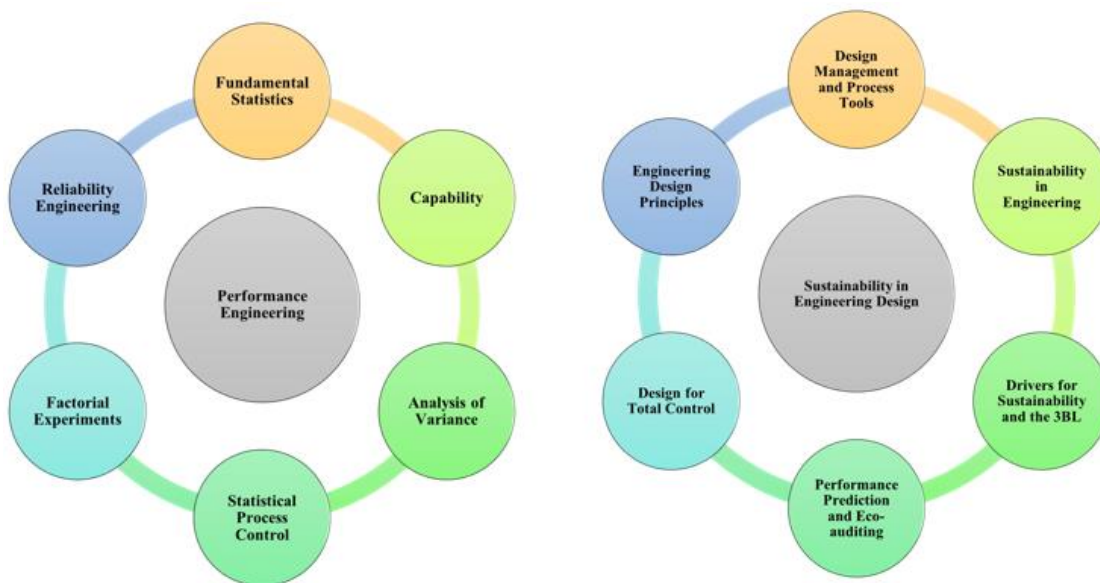 Fundamental
Statistics
Capability
Analysis of
Variance
Statistical
Process
Control
Factorial
Experiments
Reliability
Engineering
Performance
Engineering
Design
Management
and Process
Tools
Sustainability
in
Engineering
Drivers for
Sustainability
and the 3BL
Performance
Prediction
and Eco-
auditing
Design for
Total Control
Engineering
Design
Principles
Sustainability in
Engineering Design